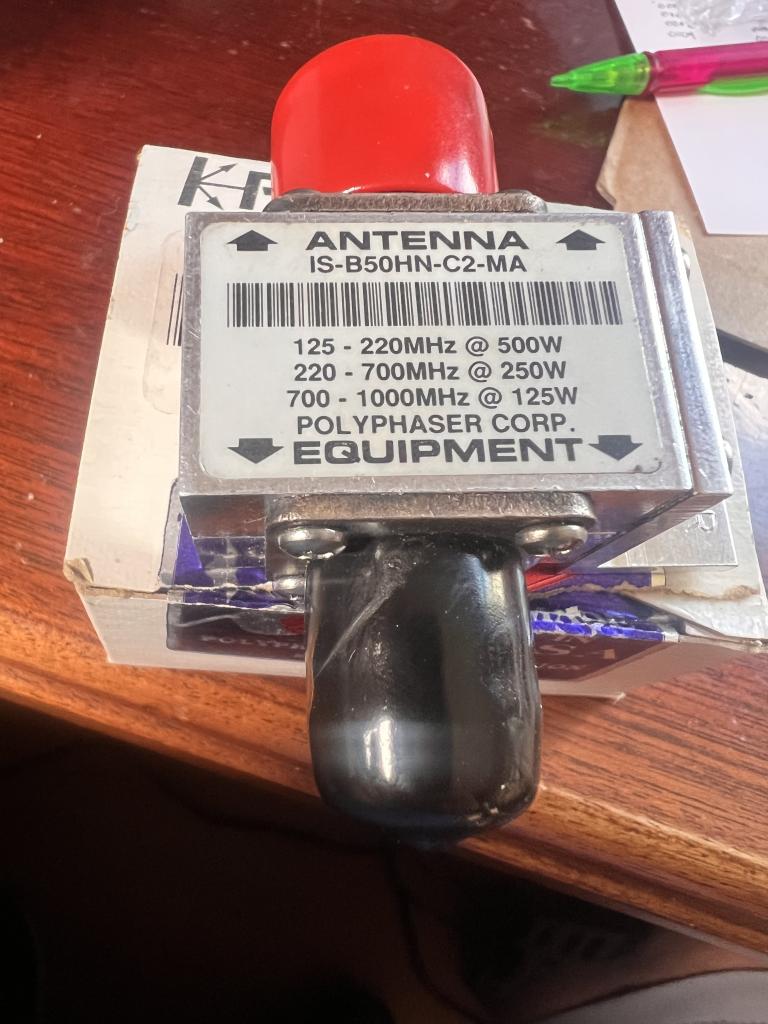 ANTENNA
IS-B50HN-C2-MA
125 - 220MHz @ 500W
220 - 700MHz @ 250W
700 - 1000MHz @ 125W
POLYPHASER CORP.
EQUIPMENT